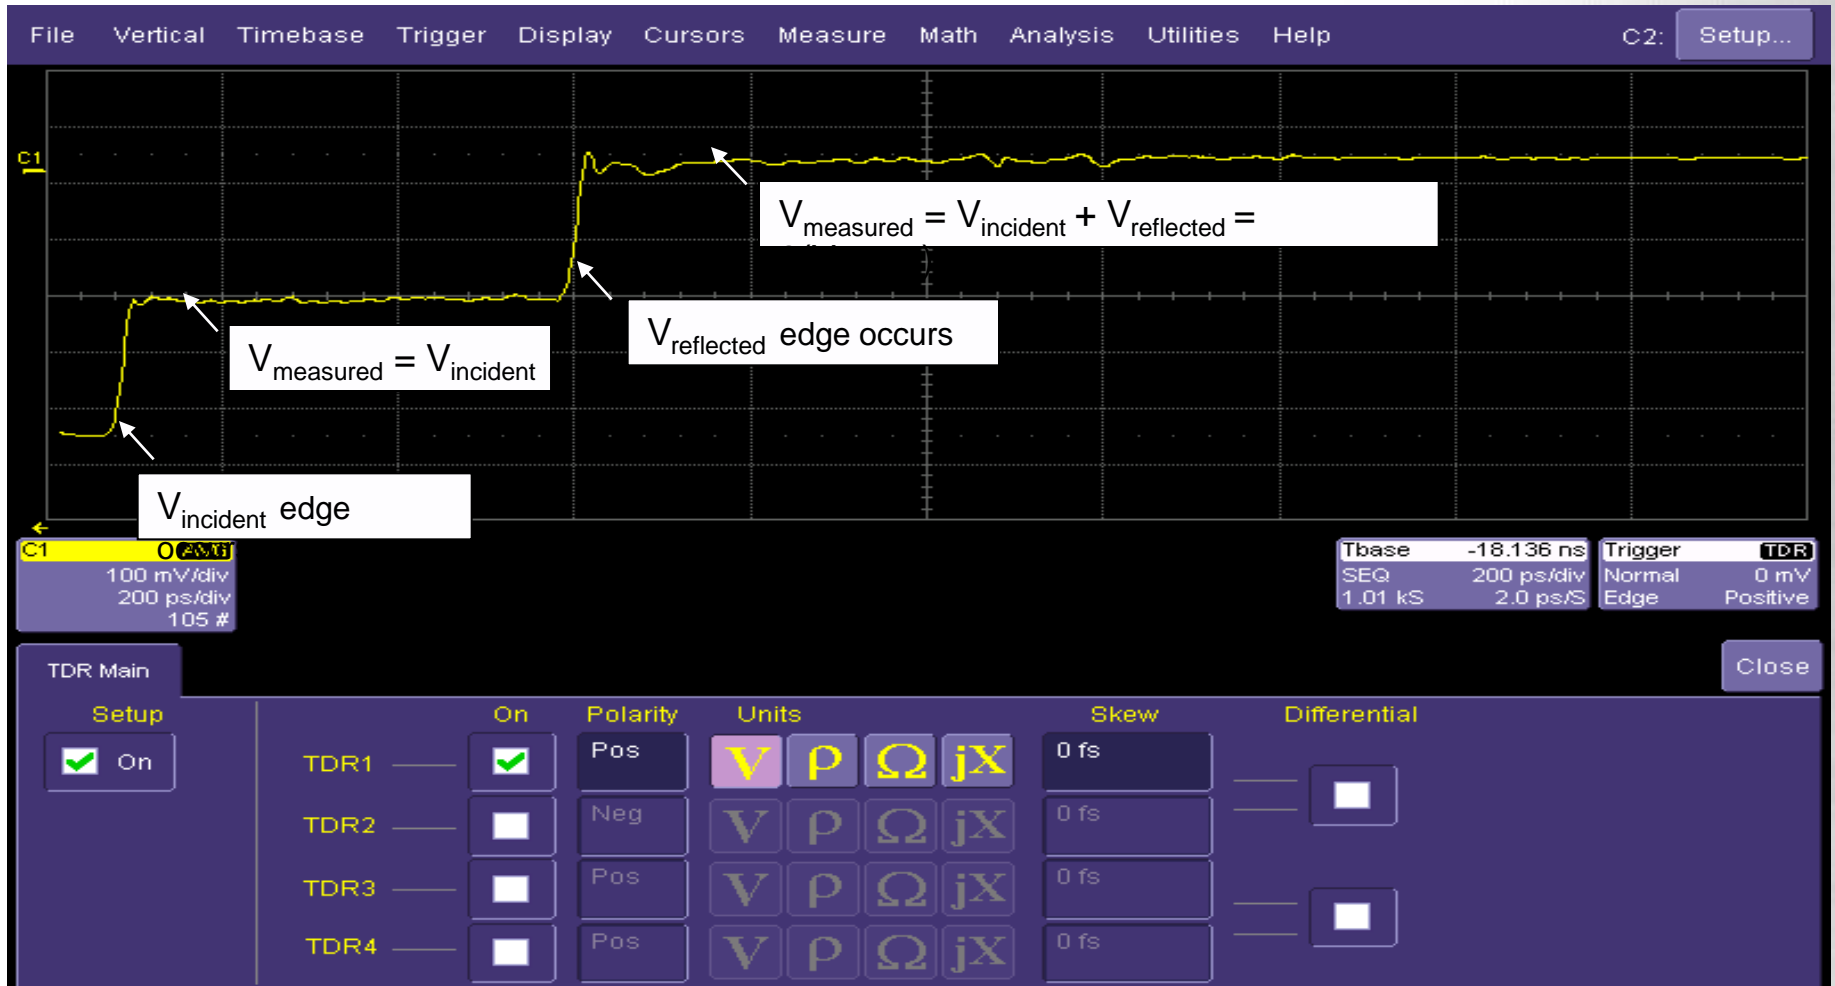 File Vertical Timebase Trigger Display Cursors Measure Math Analysis Utilities Help C2: Setup...
C1
Vmeasured = Vincident + Vreflected =
Vreflected edge occurs
Vmeasured = Vincident
Vincident edge
C1
100 mV/div
200 ps/div
105 #
Tbase -18.136 ns
SEQ 200 ps/div
1.01 kS 2.0 ps/S
Trigger TDR
Normal 0 mV
Edge Positive
TDR Main Close
Setup On Polarity Units Skew Differential
On TDR1 Pos V ρ Ω jX 0 fs
TDR2 Neg V ρ Ω jX 0 fs
TDR3 Pos V ρ Ω jX 0 fs
TDR4 Pos V ρ Ω jX 0 fs